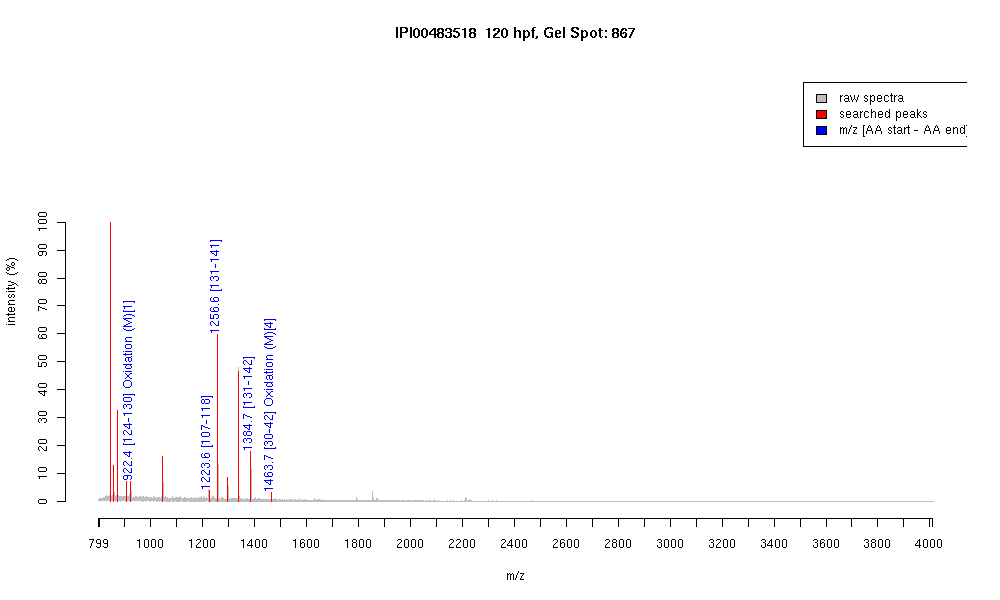 IPI00483518 120 hpf, Gel Spot: 867
raw spectra
searched peaks
m/z [AA start - AA end]
intensity (%)
100
90
80
70
60
50
40
30
20
10
0
922.4 [124-130] Oxidation (M)[1]
1223.6 [107-118]
1256.6 [131-141]
1384.7 [131-142]
1463.7 [30-42] Oxidation (M)[4]
799 1000 1200 1400 1600 1800 2000 2200 2400 2600 2800 3000 3200 3400 3600 3800 4000
m/z